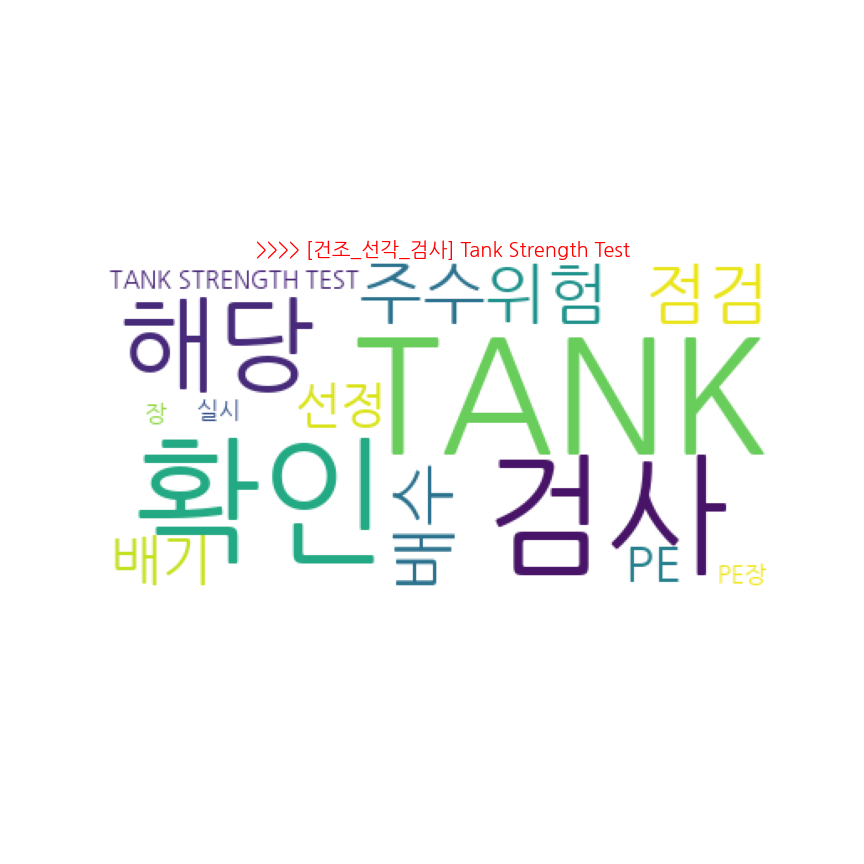 >>>> [건조_선각_검사] Tank Strength Test
TANK STRENGTH TEST
주수
위험
점검
해당
TANK
장
실시
선정
확인
배수
검사
배기
PE
PE장